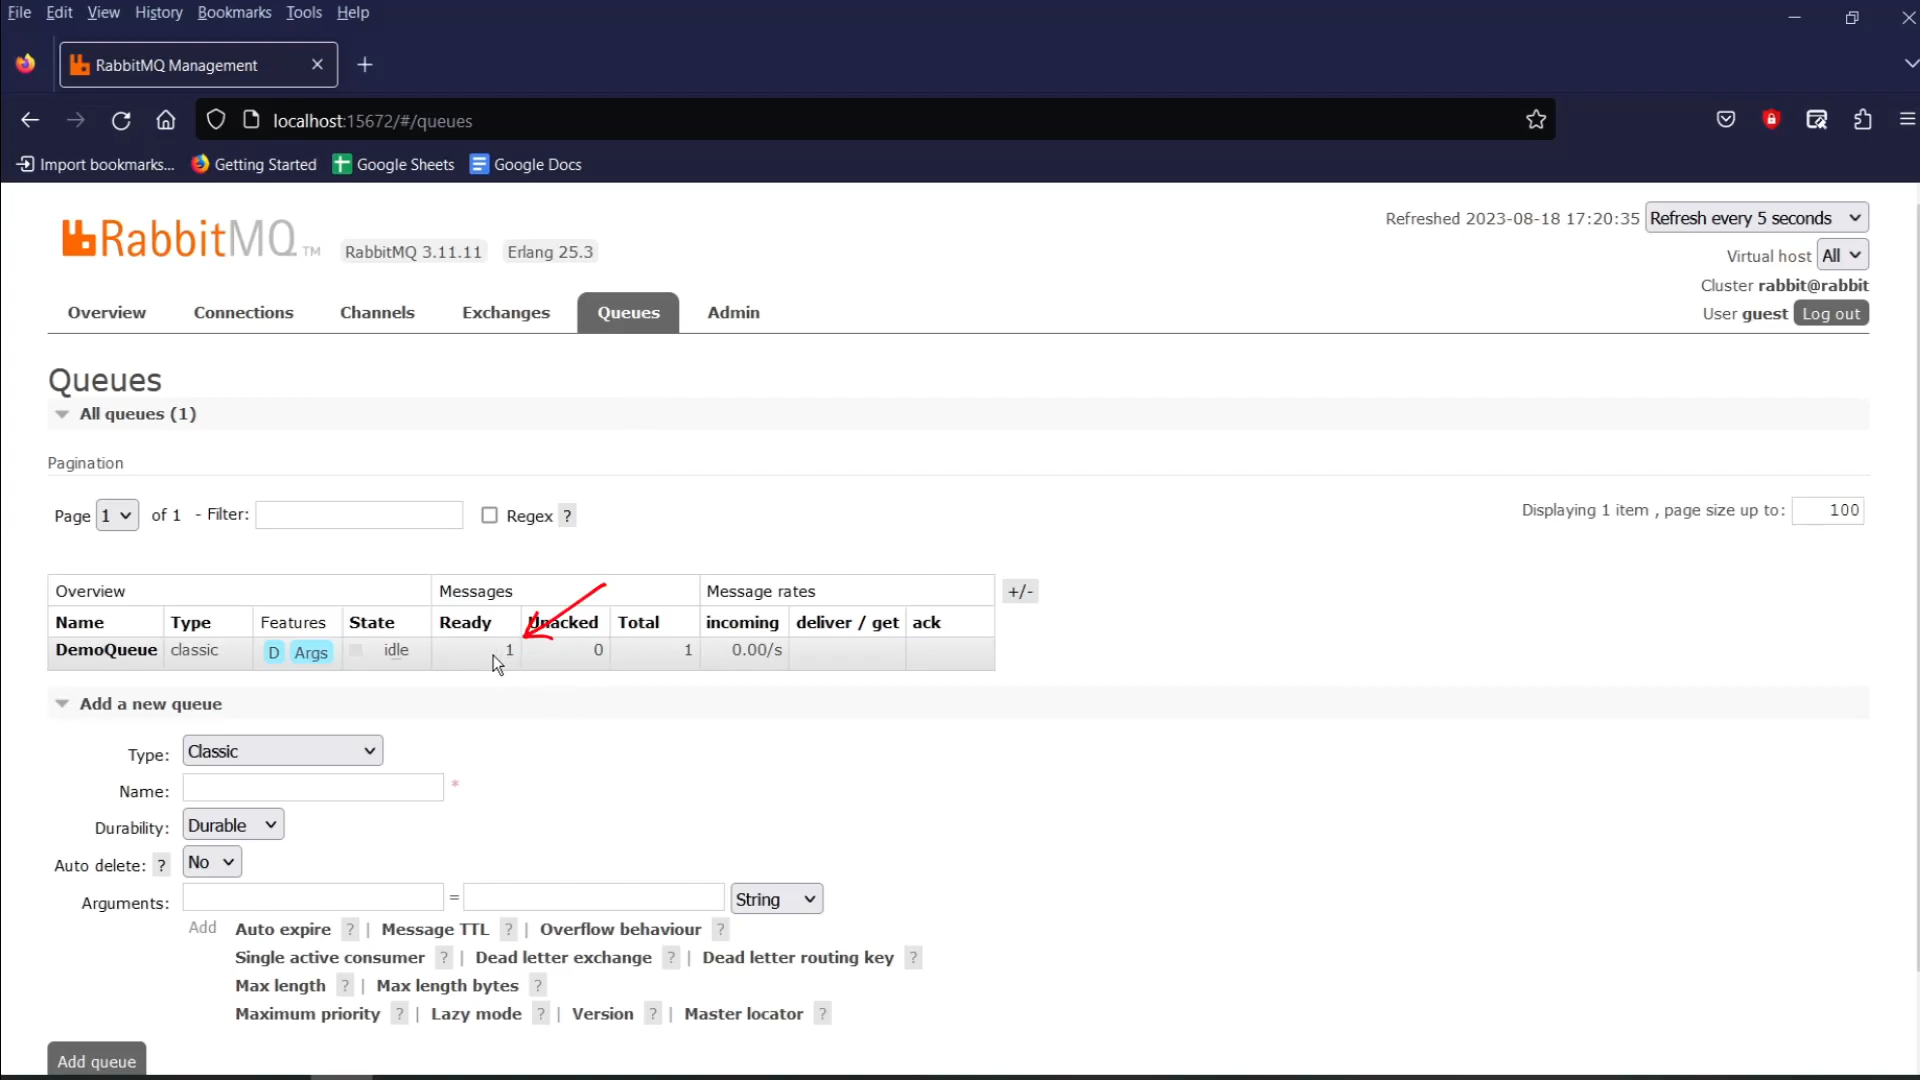 File Edit View History Bookmarks Tools Help
RabbitMQ Management
localhost:15672/#/queues
Import bookmarks... Getting Started Google Sheets Google Docs
RabbitMQ TM RabbitMQ 3.11.11 Erlang 25.3
Refreshed 2023-08-18 17:20:35 Refresh every 5 seconds
Virtual host All
Cluster rabbit@rabbit
User guest Log out
Overview Connections Channels Exchanges Queues Admin
Queues
All queues (1)
Pagination
Page 1 of 1 - Filter: Regex ? Displaying 1 item , page size up to: 100
Overview Messages Message rates +/-
Name Type Features State Ready Unacked Total incoming deliver / get ack
DemoQueue classic D Args idle 1 0 1 0.00/s
Add a new queue
Type: Classic
Name: *
Durability: Durable
Auto delete: ? No
Arguments: = String
Add Auto expire ? | Message TTL ? | Overflow behaviour ?
Single active consumer ? | Dead letter exchange ? | Dead letter routing key ?
Max length ? | Max length bytes ?
Maximum priority ? | Lazy mode ? | Version ? | Master locator ?
Add queue